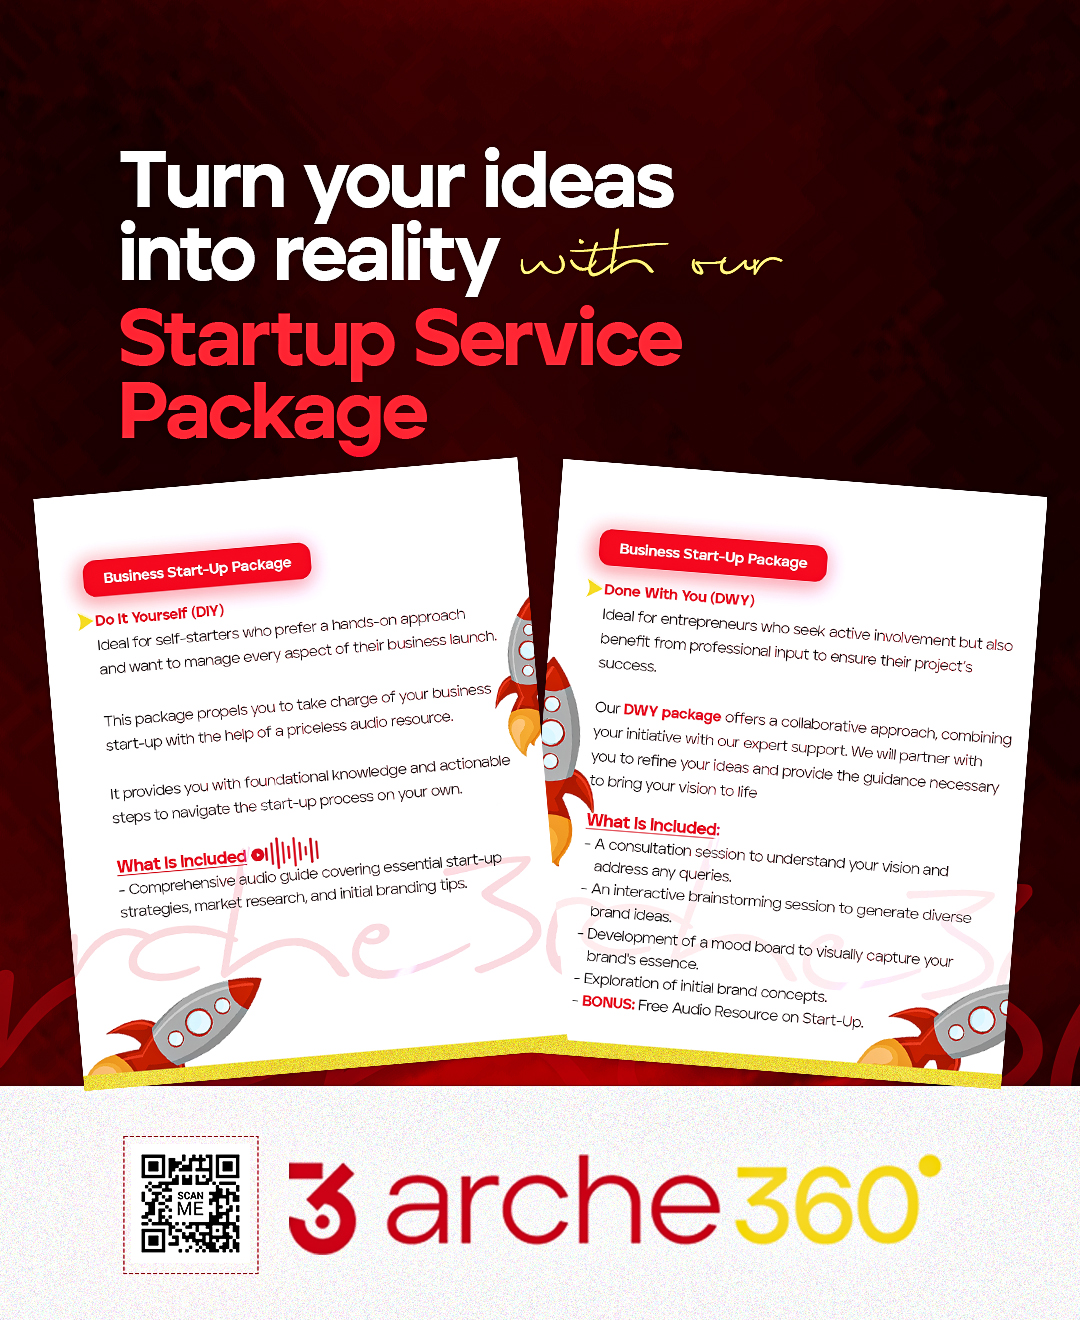 Turn your ideas
into reality with our
Startup Service
Package
Business Start-Up Package
Do It Yourself (DIY)
Ideal for self-starters who prefer a hands-on approach
and want to manage every aspect of their business launch.
This package propels you to take charge of your business
start-up with the help of a priceless audio resource.
It provides you with foundational knowledge and actionable
steps to navigate the start-up process on your own.
What Is Included
- Comprehensive audio guide covering essential start-up
strategies, market research, and initial branding tips.
arche3
Business Start-Up Package
Done With You (DWY)
Ideal for entrepreneurs who seek active involvement but also
benefit from professional input to ensure their project's
success.
Our DWY package offers a collaborative approach, combining
your initiative with our expert support. We will partner with
you to refine your ideas and provide the guidance necessary
to bring your vision to life
What Is Included:
- A consultation session to understand your vision and
address any queries.
- An interactive brainstorming session to generate diverse
brand ideas.
- Development of a mood board to visually capture your
brand's essence.
- Exploration of initial brand concepts.
- BONUS: Free Audio Resource on Start-Up.
rche36
SCAN
ME
arche360°